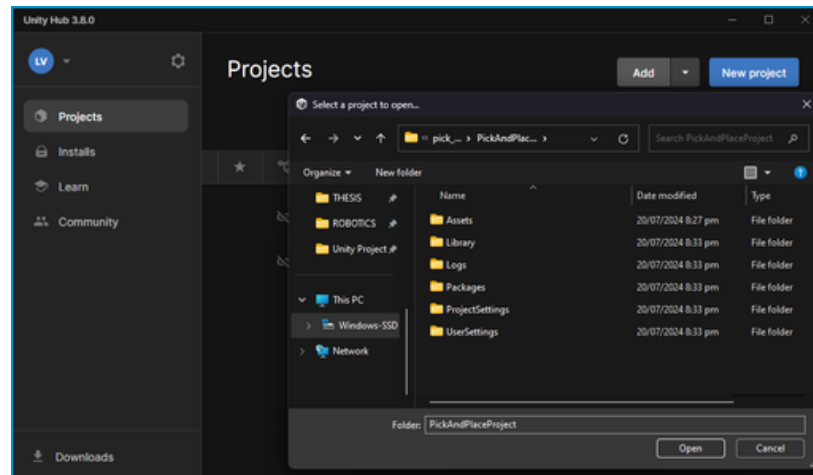 Unity Hub 3.8.0
LV
Projects
Add
New project
Projects
Installs
Learn
Community
Downloads
Select a project to open...
« pick_... › PickAndPlac... ›
Search PickAndPlaceProject
Organize
New folder
THESIS
ROBOTICS
Unity Project
This PC
Windows-SSD
Network
Name Date modified Type
Assets 20/07/2024 8:27 pm File folder
Library 20/07/2024 8:33 pm File folder
Logs 20/07/2024 8:33 pm File folder
Packages 20/07/2024 8:33 pm File folder
ProjectSettings 20/07/2024 8:33 pm File folder
UserSettings 20/07/2024 8:33 pm File folder
Folder: PickAndPlaceProject
Open Cancel